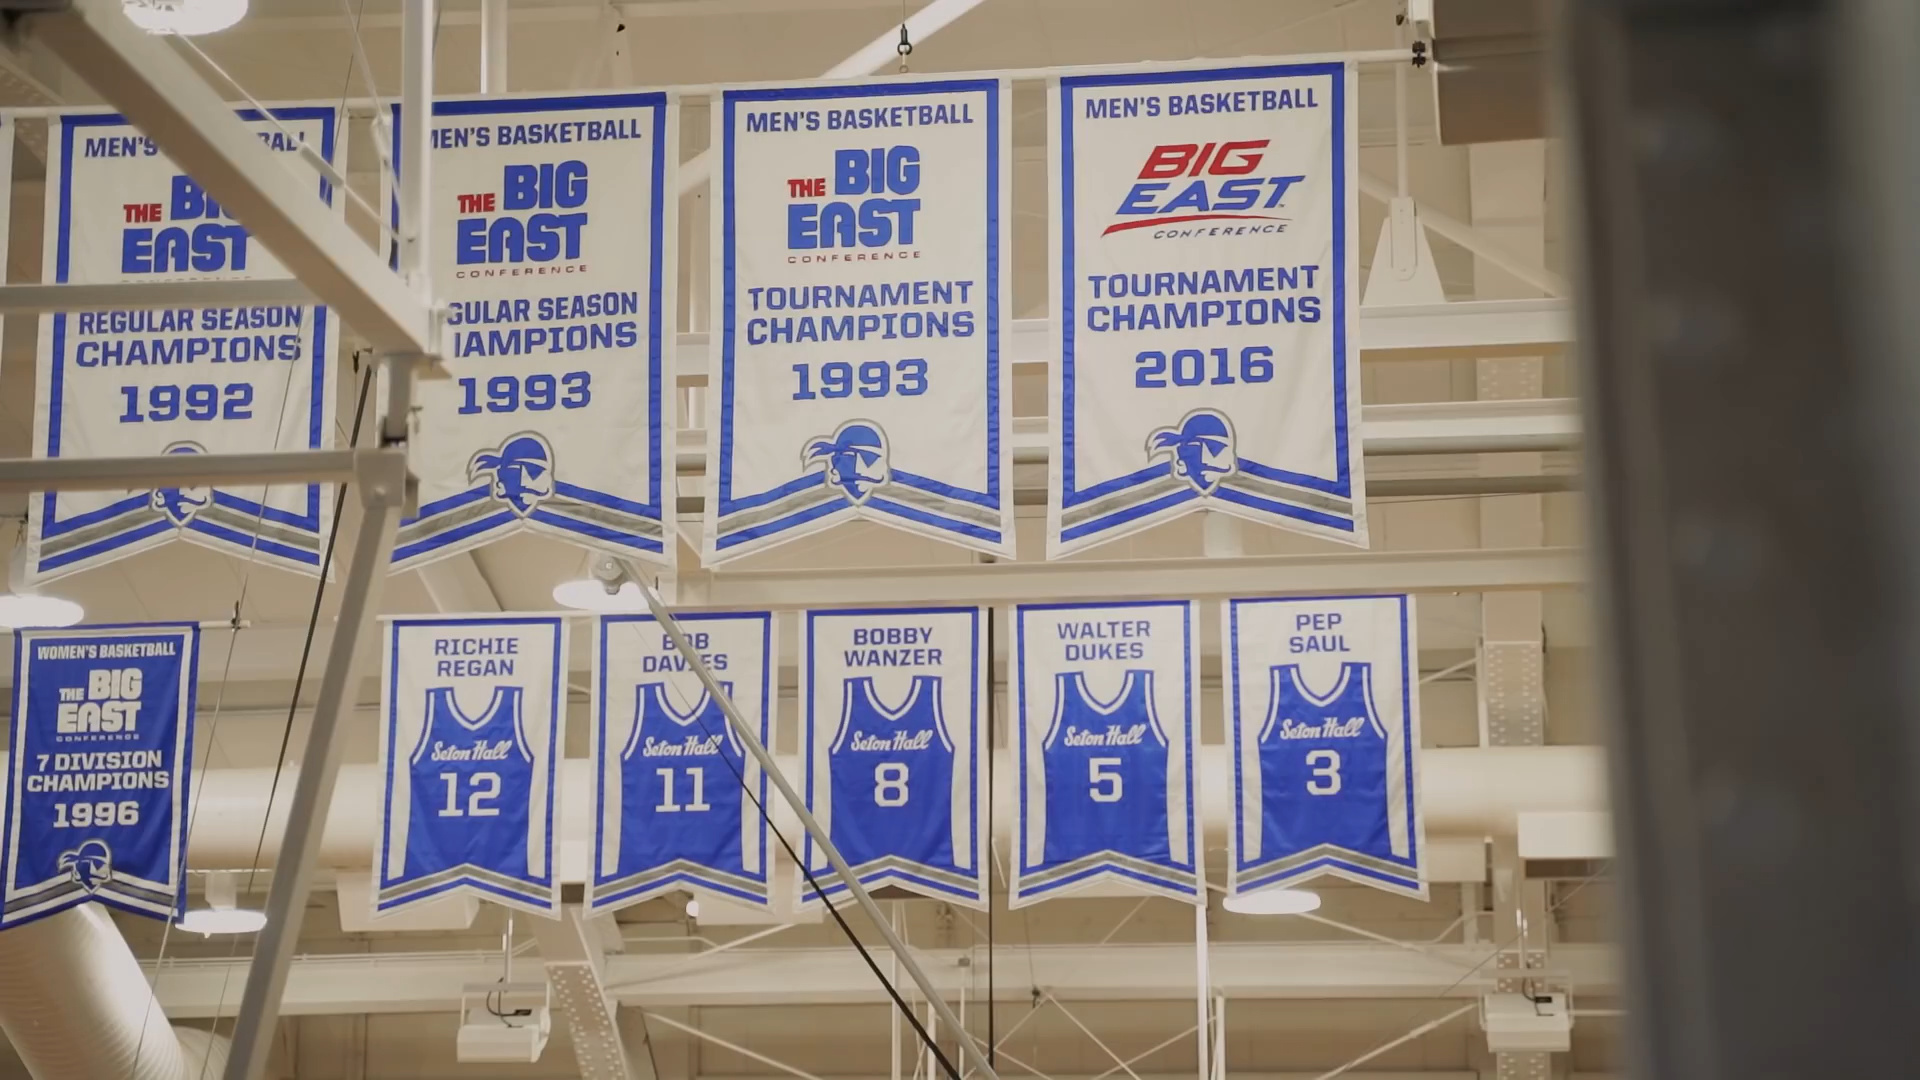 MEN'S
THE BIG
EAST
REGULAR SEASON
CHAMPIONS
1992
MEN'S BASKETBALL
THE BIG
EAST
CONFERENCE
GULAR SEASON
AMPIONS
1993
MEN'S BASKETBALL
THE BIG
EAST
CONFERENCE
TOURNAMENT
CHAMPIONS
1993
MEN'S BASKETBALL
BIG
EAST
CONFERENCE
TOURNAMENT
CHAMPIONS
2016
WOMEN'S BASKETBALL
THE BIG
EAST
CONFERENCE
7 DIVISION
CHAMPIONS
1996
RICHIE
REGAN
Seton Hall
12
BOB
DAVIES
Seton Hall
11
BOBBY
WANZER
Seton Hall
8
WALTER
DUKES
Seton Hall
5
PEP
SAUL
Seton Hall
3